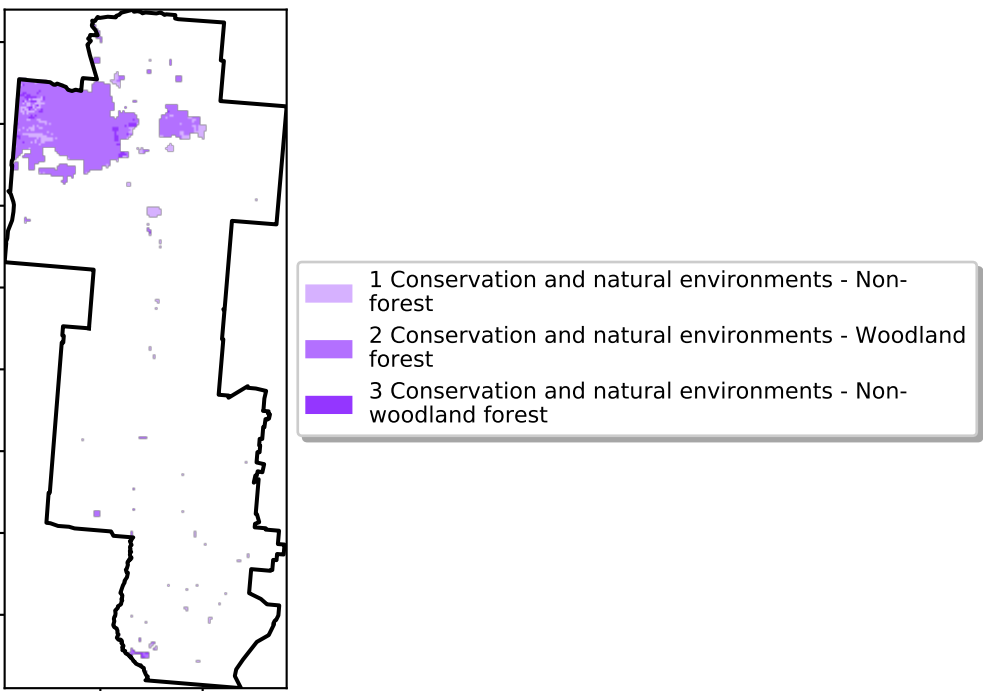 1 Conservation and natural environments - Non-
forest
2 Conservation and natural environments - Woodland
forest
3 Conservation and natural environments - Non-
woodland forest